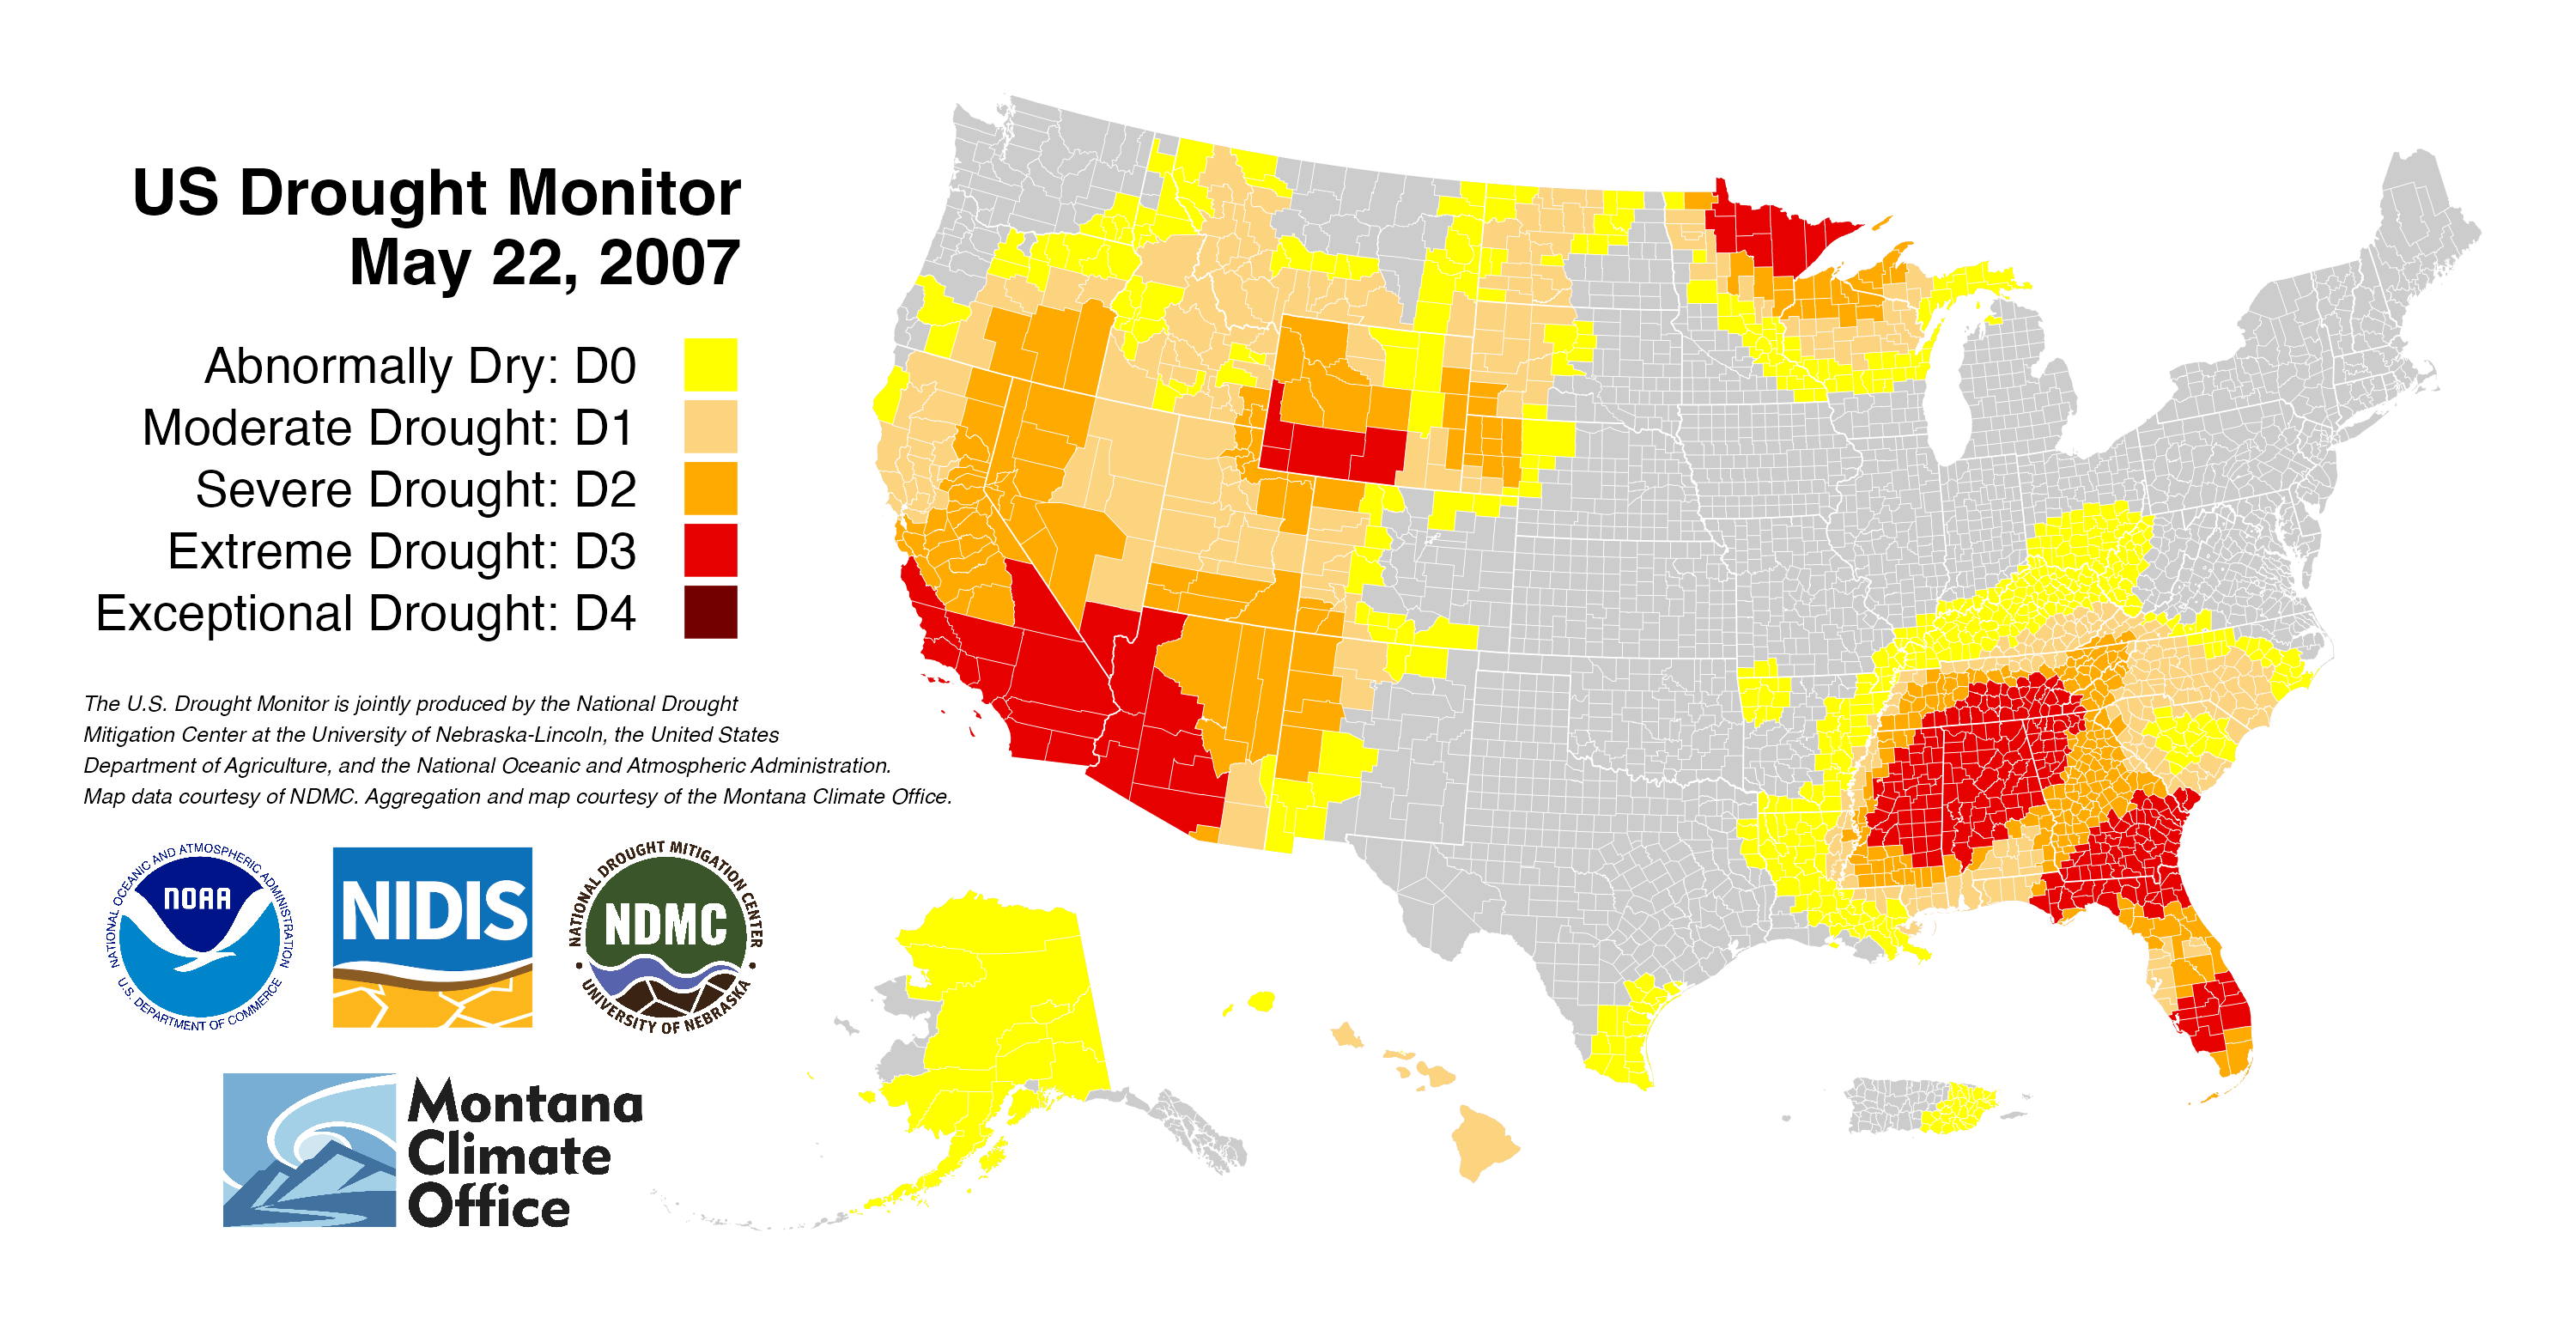 US Drought Monitor
May 22, 2007
Abnormally Dry: D0
Moderate Drought: D1
Severe Drought: D2
Extreme Drought: D3
Exceptional Drought: D4
The U.S. Drought Monitor is jointly produced by the National Drought
Mitigation Center at the University of Nebraska-Lincoln, the United States
Department of Agriculture, and the National Oceanic and Atmospheric Administration.
Map data courtesy of NDMC. Aggregation and map courtesy of the Montana Climate Office.
NATIONAL OCEANIC AND ATMOSPHERIC ADMINISTRATION
NOAA
U.S. DEPARTMENT OF COMMERCE
NIDIS
NATIONAL DROUGHT MITIGATION CENTER
NDMC
UNIVERSITY OF NEBRASKA
Montana
Climate
Office